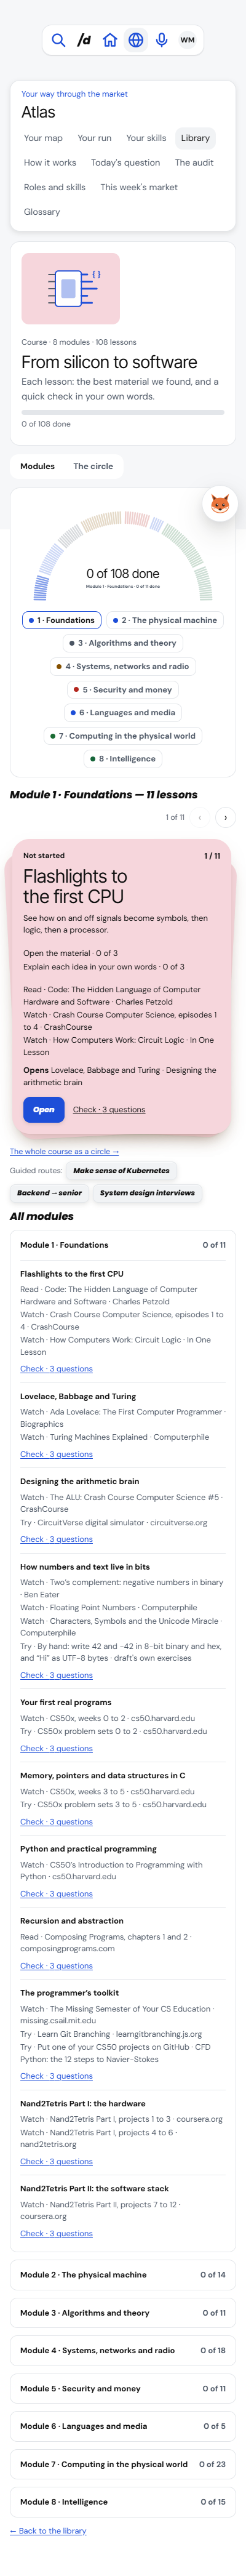 /d
WM
Your way through the market
Atlas
Your map Your run Your skills Library
How it works Today's question The audit
Roles and skills This week's market
Glossary
{ }
Course · 8 modules · 108 lessons
From silicon to software
Each lesson: the best material we found, and a
quick check in your own words.
0 of 108 done
Modules The circle
0 of 108 done
Module 1 · Foundations · 0 of 11 done
1 · Foundations 2 · The physical machine
3 · Algorithms and theory
4 · Systems, networks and radio
5 · Security and money
6 · Languages and media
7 · Computing in the physical world
8 · Intelligence
Module 1 · Foundations — 11 lessons
1 of 11 ‹ ›
Not started 1 / 11
Flashlights to
the first CPU
See how on and off signals become symbols, then
logic, then a processor.
Open the material · 0 of 3
Explain each idea in your own words · 0 of 3
Read · Code: The Hidden Language of Computer
Hardware and Software · Charles Petzold
Watch · Crash Course Computer Science, episodes 1
to 4 · CrashCourse
Watch · How Computers Work: Circuit Logic · In One
Lesson
Opens Lovelace, Babbage and Turing · Designing the
arithmetic brain
Open Check · 3 questions
The whole course as a circle →
Guided routes: Make sense of Kubernetes
Backend → senior System design interviews
All modules
Module 1 · Foundations 0 of 11
Flashlights to the first CPU
Read · Code: The Hidden Language of Computer
Hardware and Software · Charles Petzold
Watch · Crash Course Computer Science, episodes 1 to
4 · CrashCourse
Watch · How Computers Work: Circuit Logic · In One
Lesson
Check · 3 questions
Lovelace, Babbage and Turing
Watch · Ada Lovelace: The First Computer Programmer ·
Biographics
Watch · Turing Machines Explained · Computerphile
Check · 3 questions
Designing the arithmetic brain
Watch · The ALU: Crash Course Computer Science #5 ·
CrashCourse
Try · CircuitVerse digital simulator · circuitverse.org
Check · 3 questions
How numbers and text live in bits
Watch · Two's complement: negative numbers in binary
· Ben Eater
Watch · Floating Point Numbers · Computerphile
Watch · Characters, Symbols and the Unicode Miracle ·
Computerphile
Try · By hand: write 42 and -42 in 8-bit binary and hex,
and "Hi" as UTF-8 bytes · draft's own exercises
Check · 3 questions
Your first real programs
Watch · CS50x, weeks 0 to 2 · cs50.harvard.edu
Try · CS50x problem sets 0 to 2 · cs50.harvard.edu
Check · 3 questions
Memory, pointers and data structures in C
Watch · CS50x, weeks 3 to 5 · cs50.harvard.edu
Try · CS50x problem sets 3 to 5 · cs50.harvard.edu
Check · 3 questions
Python and practical programming
Watch · CS50's Introduction to Programming with
Python · cs50.harvard.edu
Check · 3 questions
Recursion and abstraction
Read · Composing Programs, chapters 1 and 2 ·
composingprograms.com
Check · 3 questions
The programmer's toolkit
Watch · The Missing Semester of Your CS Education ·
missing.csail.mit.edu
Try · Learn Git Branching · learngitbranching.js.org
Try · Put one of your CS50 projects on GitHub · CFD
Python: the 12 steps to Navier-Stokes
Check · 3 questions
Nand2Tetris Part I: the hardware
Watch · Nand2Tetris Part I, projects 1 to 3 · coursera.org
Watch · Nand2Tetris Part I, projects 4 to 6 ·
nand2tetris.org
Check · 3 questions
Nand2Tetris Part II: the software stack
Watch · Nand2Tetris Part II, projects 7 to 12 ·
coursera.org
Check · 3 questions
Module 2 · The physical machine 0 of 14
Module 3 · Algorithms and theory 0 of 11
Module 4 · Systems, networks and radio 0 of 18
Module 5 · Security and money 0 of 11
Module 6 · Languages and media 0 of 5
Module 7 · Computing in the physical world 0 of 23
Module 8 · Intelligence 0 of 15
← Back to the library